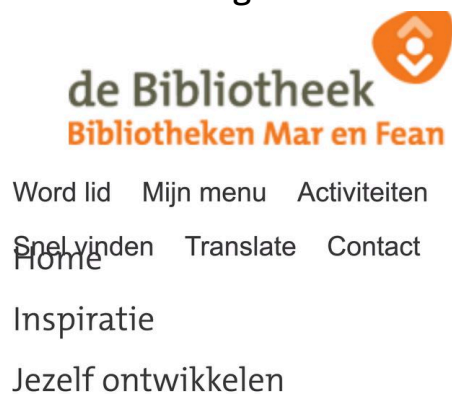 de Bibliotheek
Bibliotheken Mar en Fean
Word lid Mijn menu Activiteiten
Snel vinden Translate Contact
Home
Inspiratie
Jezelf ontwikkelen